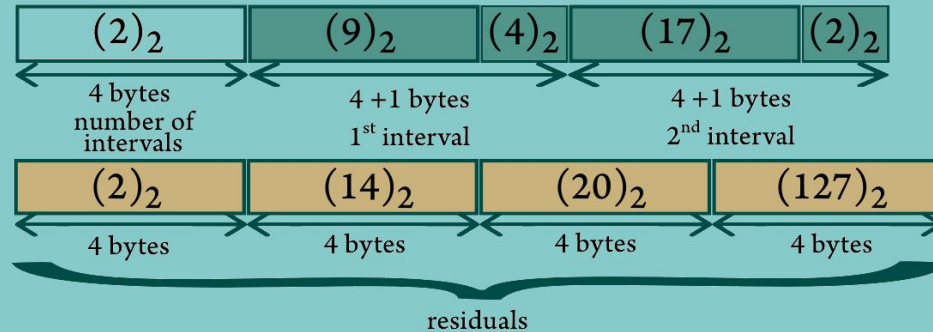 (2)₂ (9)₂ (4)₂ (17)₂ (2)₂
4 bytes 4 +1 bytes 4 +1 bytes
number of 1st interval 2nd interval
intervals
(2)₂ (14)₂ (20)₂ (127)₂
4 bytes 4 bytes 4 bytes 4 bytes
residuals